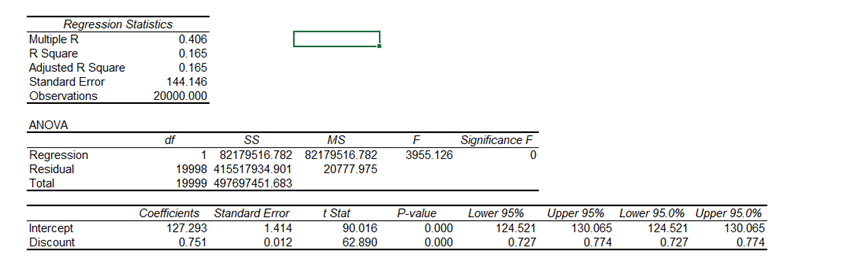 Regression Statistics
Multiple R 0.406
R Square 0.165
Adjusted R Square 0.165
Standard Error 144.146
Observations 20000.000
ANOVA
df SS MS F Significance F
Regression 1 82179516.782 82179516.782 3955.126 0
Residual 19998 415517934.901 20777.975
Total 19999 497697451.683
Coefficients Standard Error t Stat P-value Lower 95% Upper 95% Lower 95.0% Upper 95.0%
Intercept 127.293 1.414 90.016 0.000 124.521 130.065 124.521 130.065
Discount 0.751 0.012 62.890 0.000 0.727 0.774 0.727 0.774